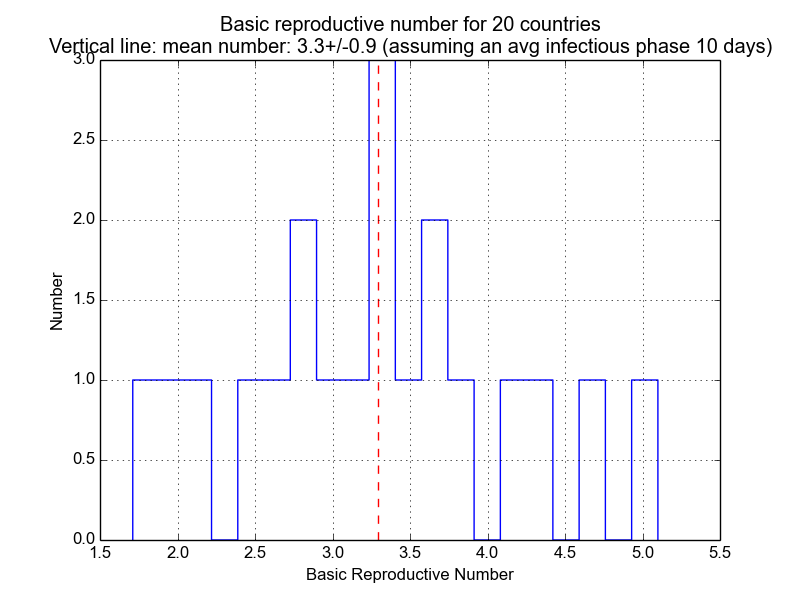 Basic reproductive number for 20 countries
Vertical line: mean number: 3.3+/-0.9 (assuming an avg infectious phase 10 days)
3.0
2.5
2.0
1.5
1.0
0.5
0.0
Number
1.5 2.0 2.5 3.0 3.5 4.0 4.5 5.0 5.5
Basic Reproductive Number